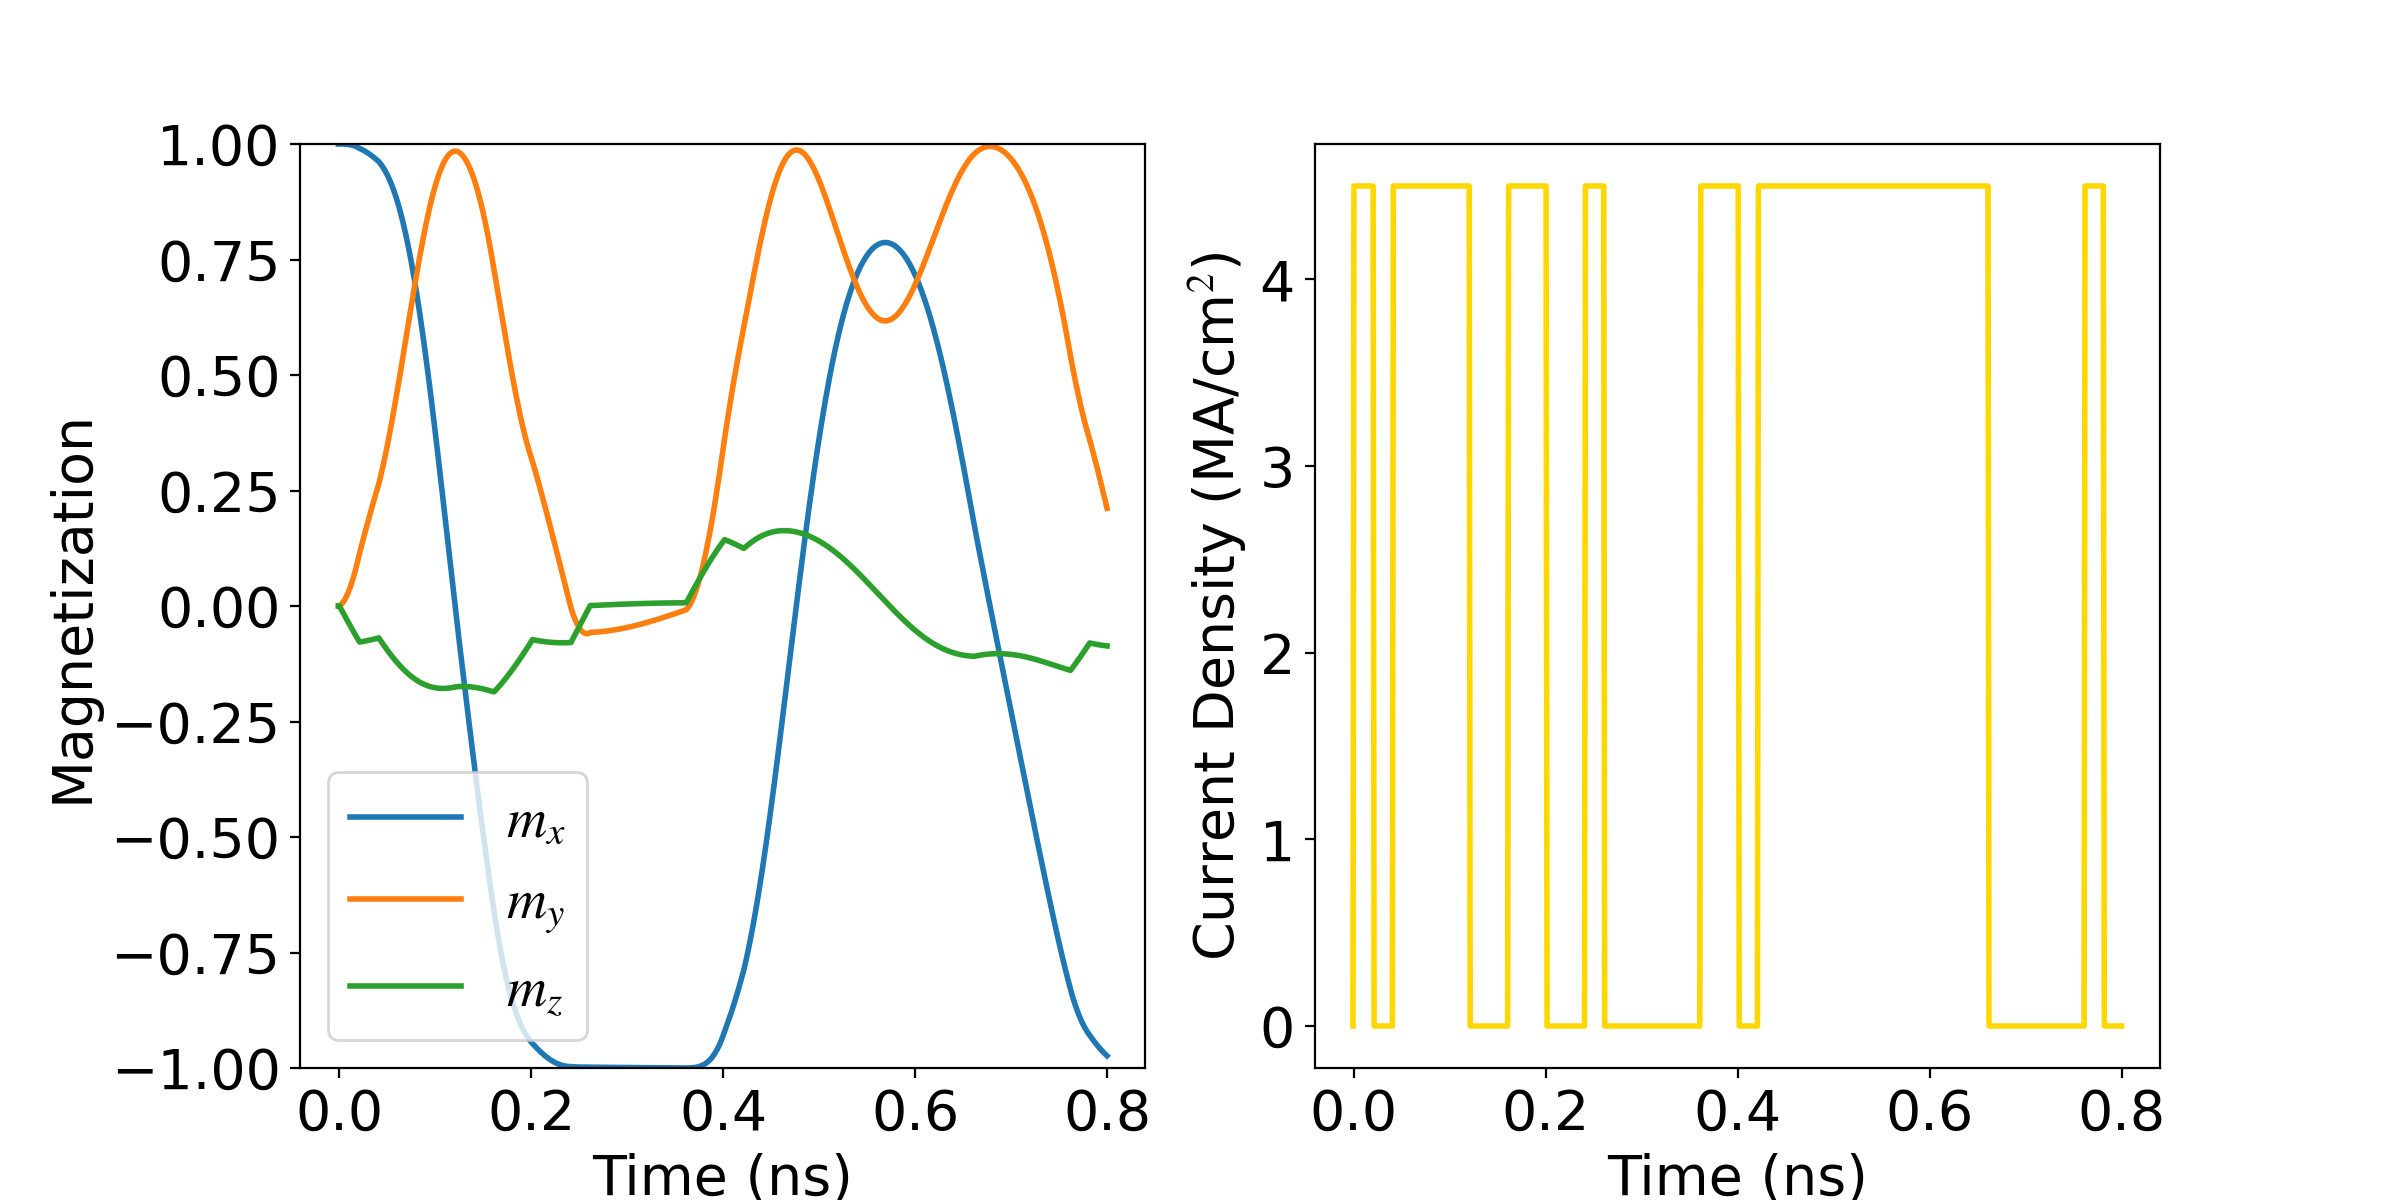 1.00
0.75
0.50
0.25
0.00
−0.25
−0.50
−0.75
−1.00
Magnetization
m_x
m_y
m_z
0.0 0.2 0.4 0.6 0.8
Time (ns)
4
3
2
1
0
Current Density (MA/cm²)
0.0 0.2 0.4 0.6 0.8
Time (ns)